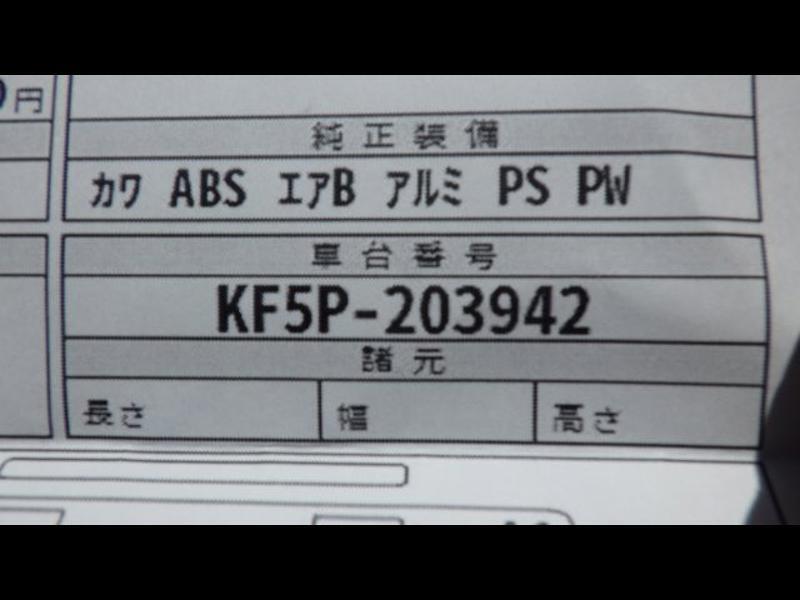 円
純正装備
カワ ABS エアB アルミ PS PW
車台番号
KF5P-203942
諸元
長さ 幅 高さ